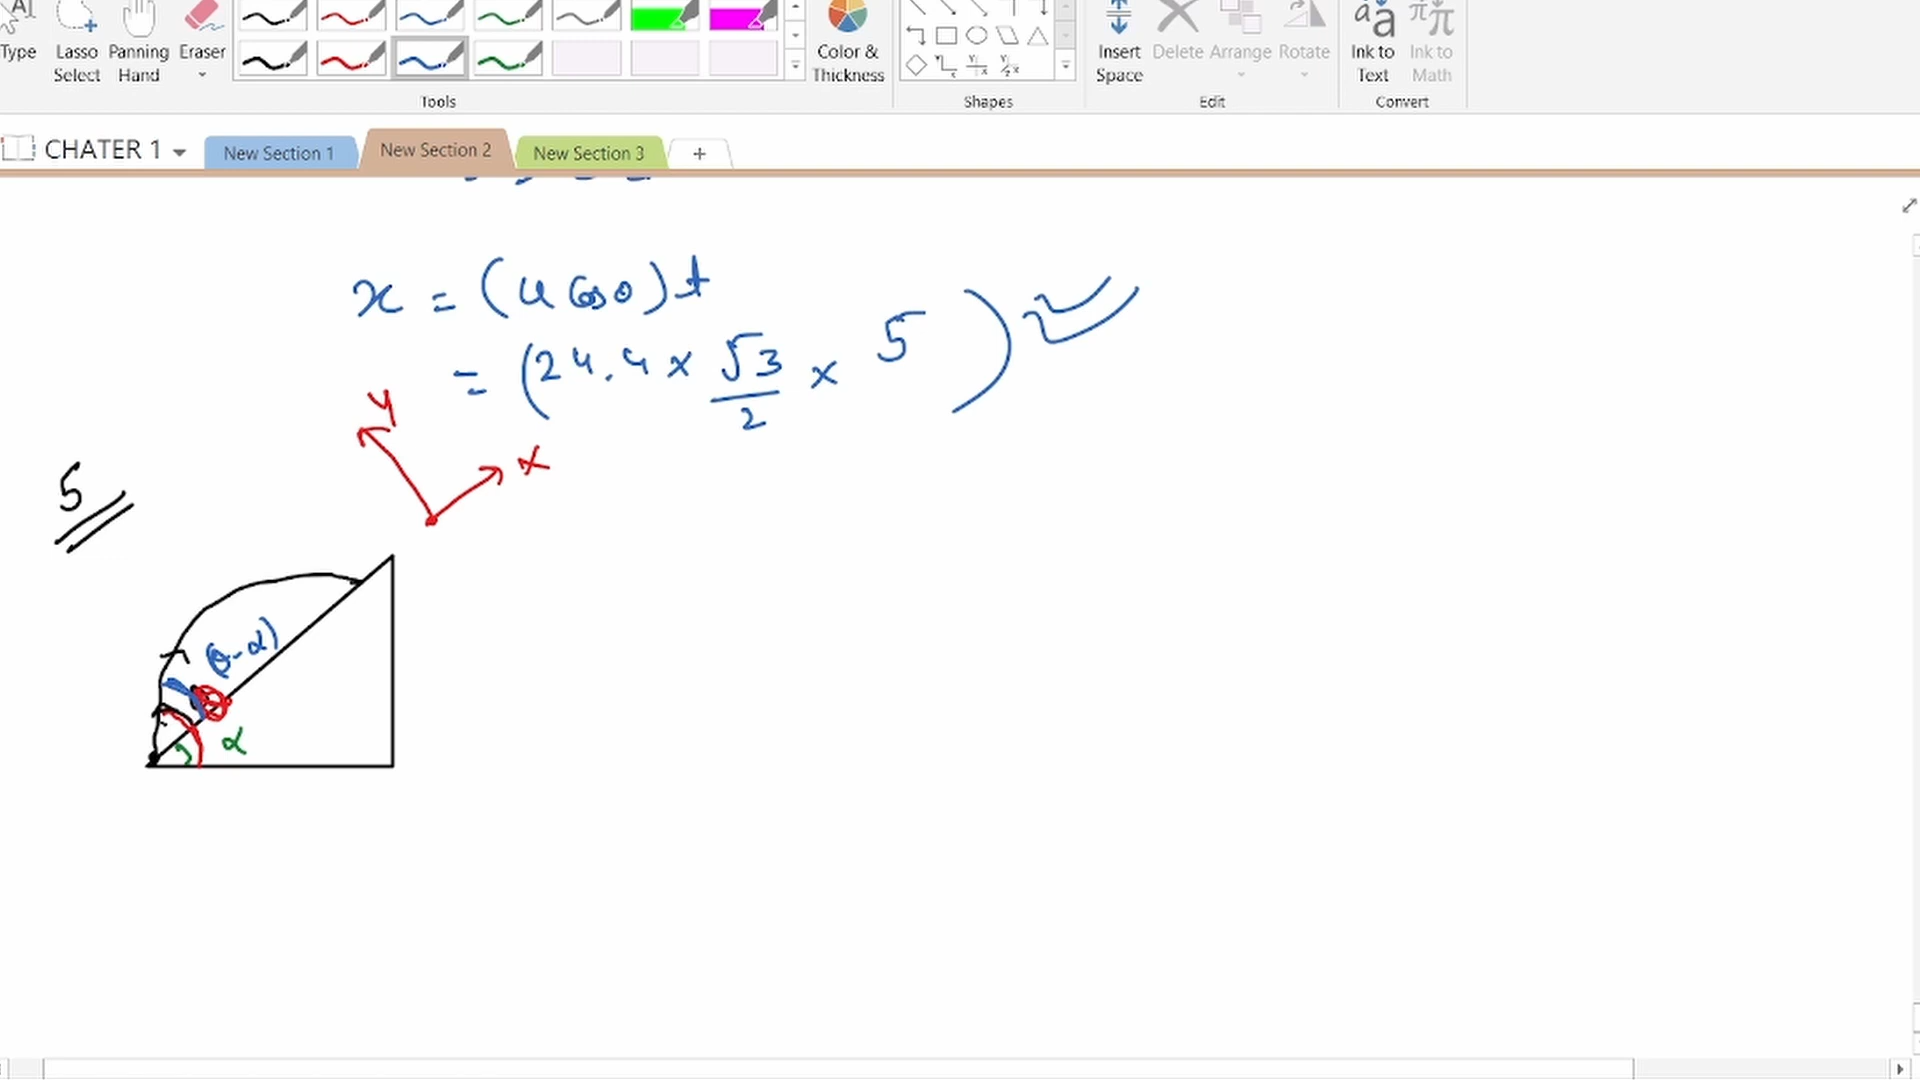 Type
Lasso Select
Panning Hand
Eraser
Color & Thickness
Insert Space
Delete
Arrange
Rotate
Ink to Text
Ink to Math
Tools
Shapes
Edit
Convert
CHATER 1
New Section 1
New Section 2
New Section 3
+
x = (u Cos θ) t
= (24.4 × √3/2 × 5)
y
x
5
(θ-α)
α